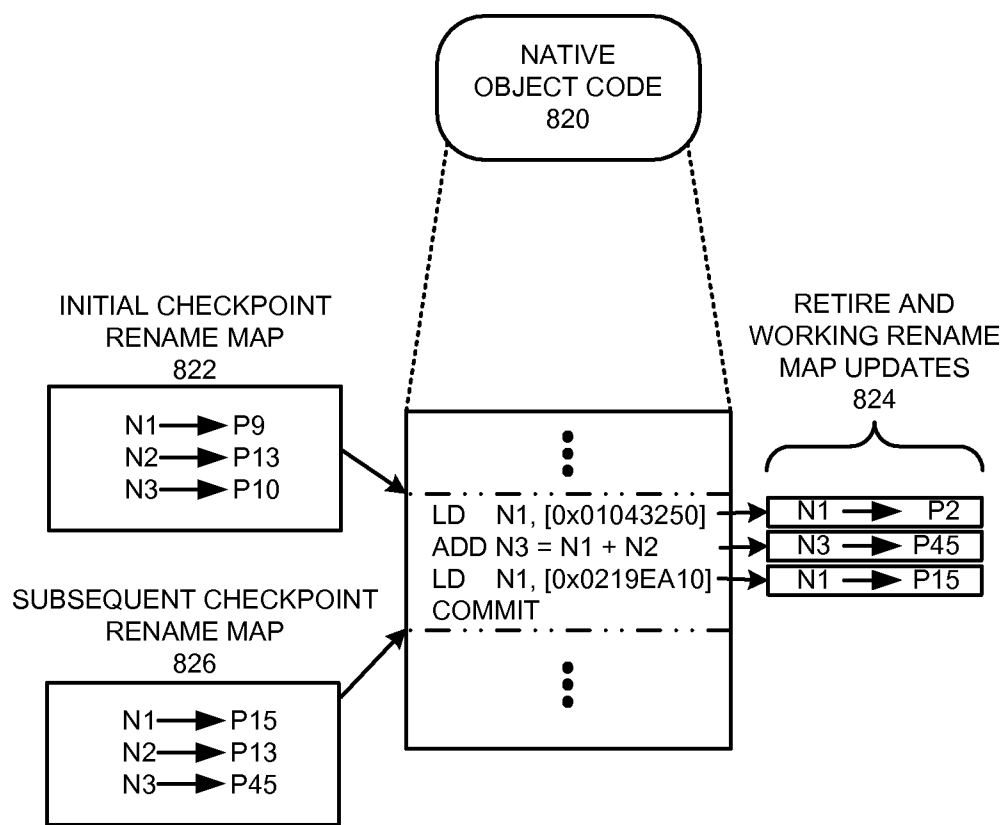 NATIVE
OBJECT CODE
820
INITIAL CHECKPOINT
RENAME MAP
822
N1 P9
N2 P13
N3 P10
SUBSEQUENT CHECKPOINT
RENAME MAP
826
N1 P15
N2 P13
N3 P45
LD N1, [0x01043250]
ADD N3 = N1 + N2
LD N1, [0x0219EA10]
COMMIT
RETIRE AND
WORKING RENAME
MAP UPDATES
824
N1 P2
N3 P45
N1 P15